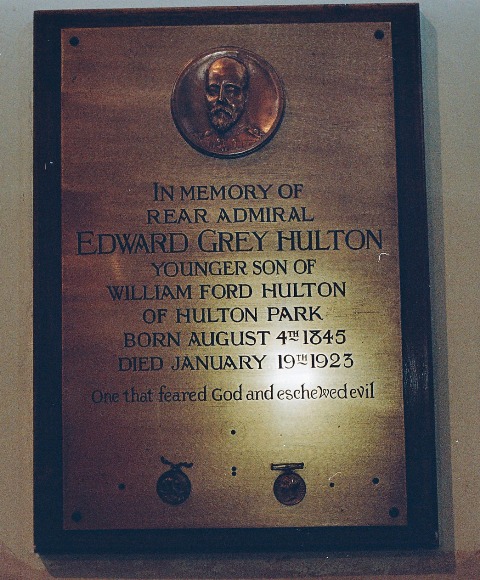 IN MEMORY OF
REAR ADMIRAL
EDWARD GREY HULTON
YOUNGER SON OF
WILLIAM FORD HULTON
OF HULTON PARK
BORN AUGUST 4TH 1845
DIED JANUARY 19TH 1923
One that feared God and eschewed evil